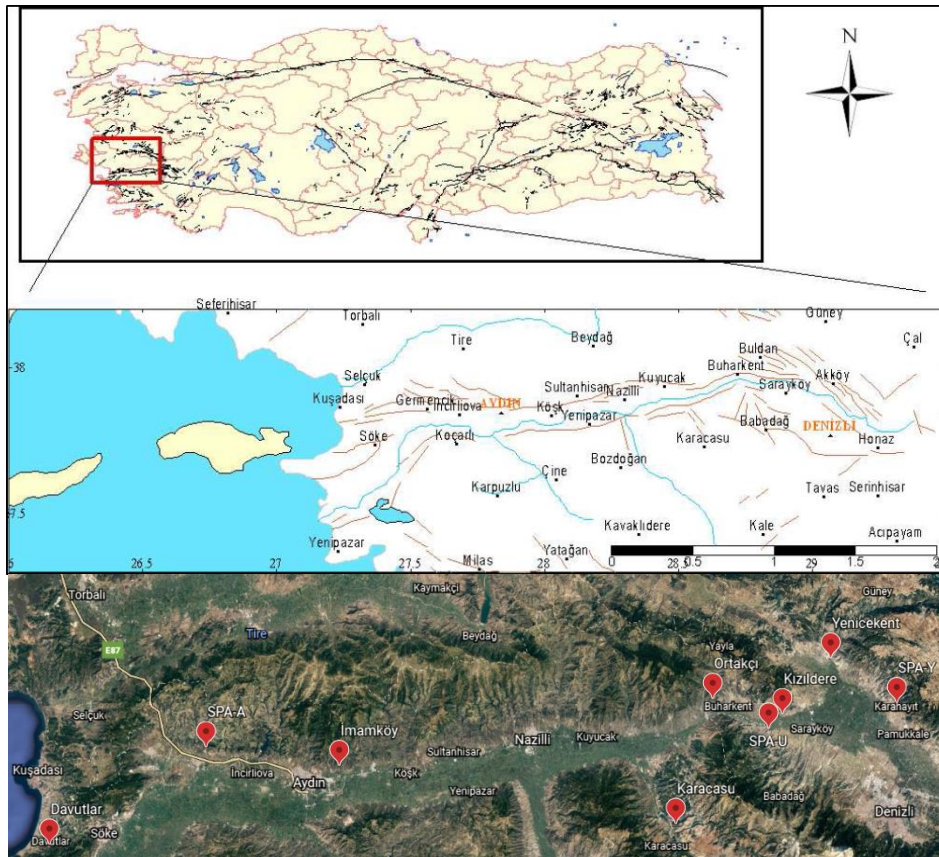 N
Seferihisar
Torbalı
Güney
Tire
Beydağ
Çal
38
Buldan
Selçuk
Buharkent
Akköy
Kuyucak
Sultanhisar
Sarayköy
Kuşadası
Germencik
Nazilli
İncirliova
AYDIN
Köşk
Yenipazar
Babadağ
DENİZLİ
Söke
Koçarlı
Karacasu
Honaz
Bozdoğan
Çine
Karpuzlu
Tavas
Serinhisar
7.5
Kavaklıdere
Kale
Acıpayam
Yenipazar
Milas
Yatağan
26.5
27
27.5
28
28.5
29
0
0.5
1
1.5
2
Torbalı
Kaymakçi
Güney
E87
Tire
Beydağ
Yayla
Yenicekent
Ortakçi
Kızıldere
SPA-Y
Selçuk
SPA-A
Buharkent
Karahayıt
İmamköy
Nazilli
Kuyucak
SPA-U
Sarayköy
Pamukkale
Kuşadası
İncirliova
Aydın
Köşk
Sultanhisar
Yenipazar
Babadağ
Denizli
Davutlar
Söke
Davutlar
Karacasu
Karacasu